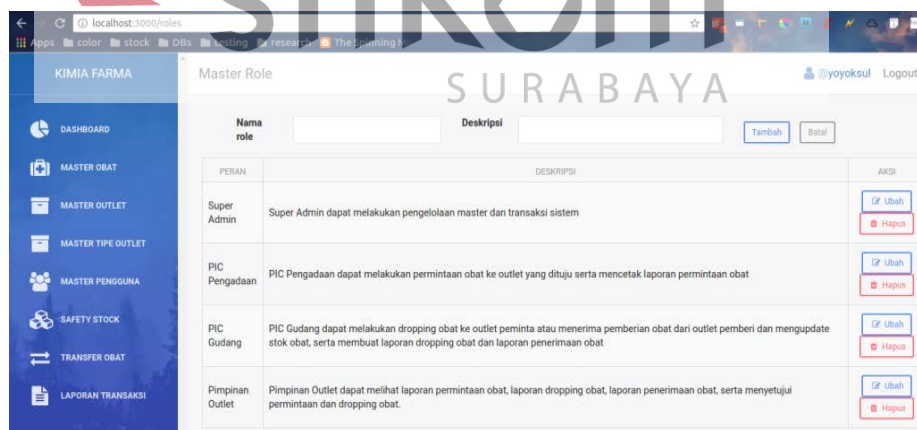 localhost:3000/roles
Apps color stock DBs testing research The Spinning M
SURABAYA
KIMIA FARMA
Master Role
@yoyoksul Logout
DASHBOARD
MASTER OBAT
MASTER OUTLET
MASTER TIPE OUTLET
MASTER PENGGUNA
SAFETY STOCK
TRANSFER OBAT
LAPORAN TRANSAKSI
Nama
role
Deskripsi
Tambah
Batal
PERAN DESKRIPSI AKSI
Super
Admin
Super Admin dapat melakukan pengelolaan master dan transaksi sistem
Ubah
Hapus
PIC
Pengadaan
PIC Pengadaan dapat melakukan permintaan obat ke outlet yang dituju serta mencetak laporan permintaan obat
Ubah
Hapus
PIC
Gudang
PIC Gudang dapat melakukan dropping obat ke outlet peminta atau menerima pemberian obat dari outlet pemberi dan mengupdate
stok obat, serta membuat laporan dropping obat dan laporan penerimaan obat
Ubah
Hapus
Pimpinan
Outlet
Pimpinan Outlet dapat melihat laporan permintaan obat, laporan dropping obat, laporan penerimaan obat, serta menyetujui
permintaan dan dropping obat.
Ubah
Hapus